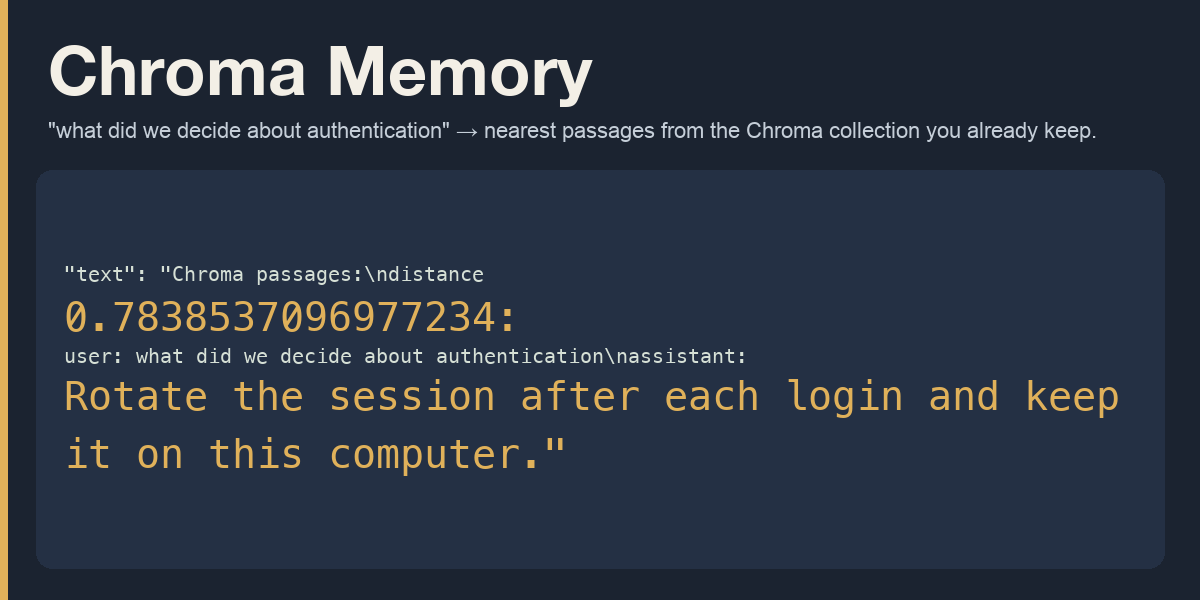 Chroma Memory
"what did we decide about authentication" → nearest passages from the Chroma collection you already keep.
"text": "Chroma passages:\ndistance
0.7838537096977234:
user: what did we decide about authentication\nassistant:
Rotate the session after each login and keep
it on this computer."